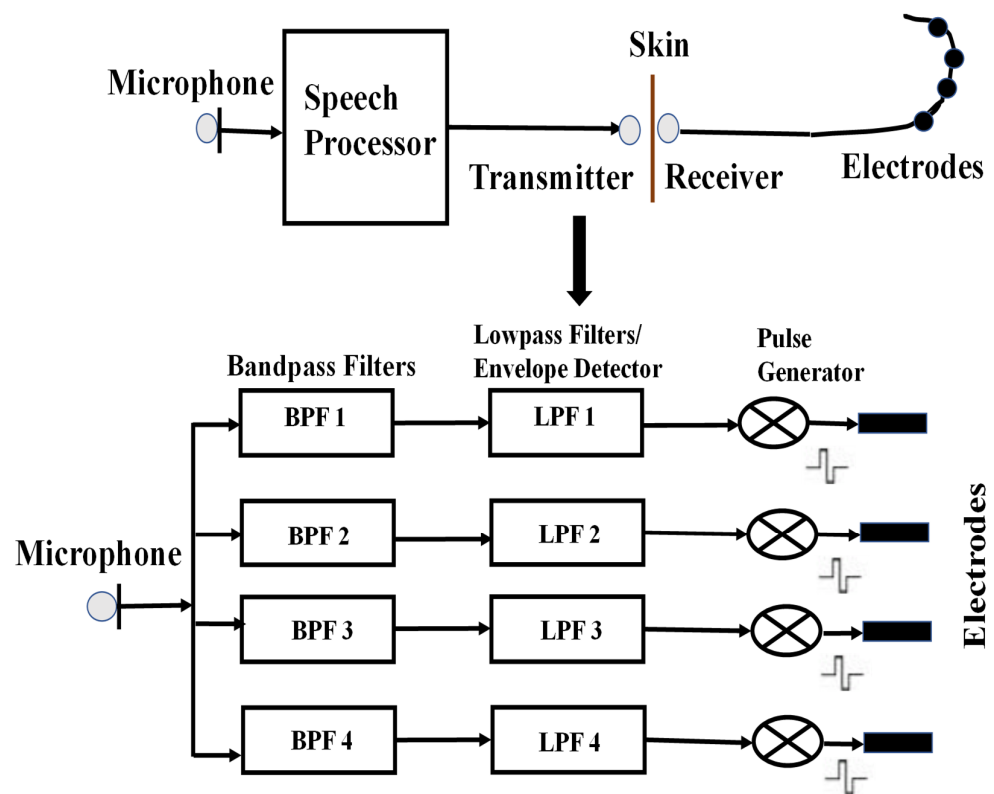 Microphone
Speech
Processor
Skin
Transmitter
Receiver
Electrodes
Bandpass Filters
Lowpass Filters/
Envelope Detector
Pulse
Generator
BPF 1
LPF 1
BPF 2
LPF 2
Microphone
BPF 3
LPF 3
BPF 4
LPF 4
Electrodes